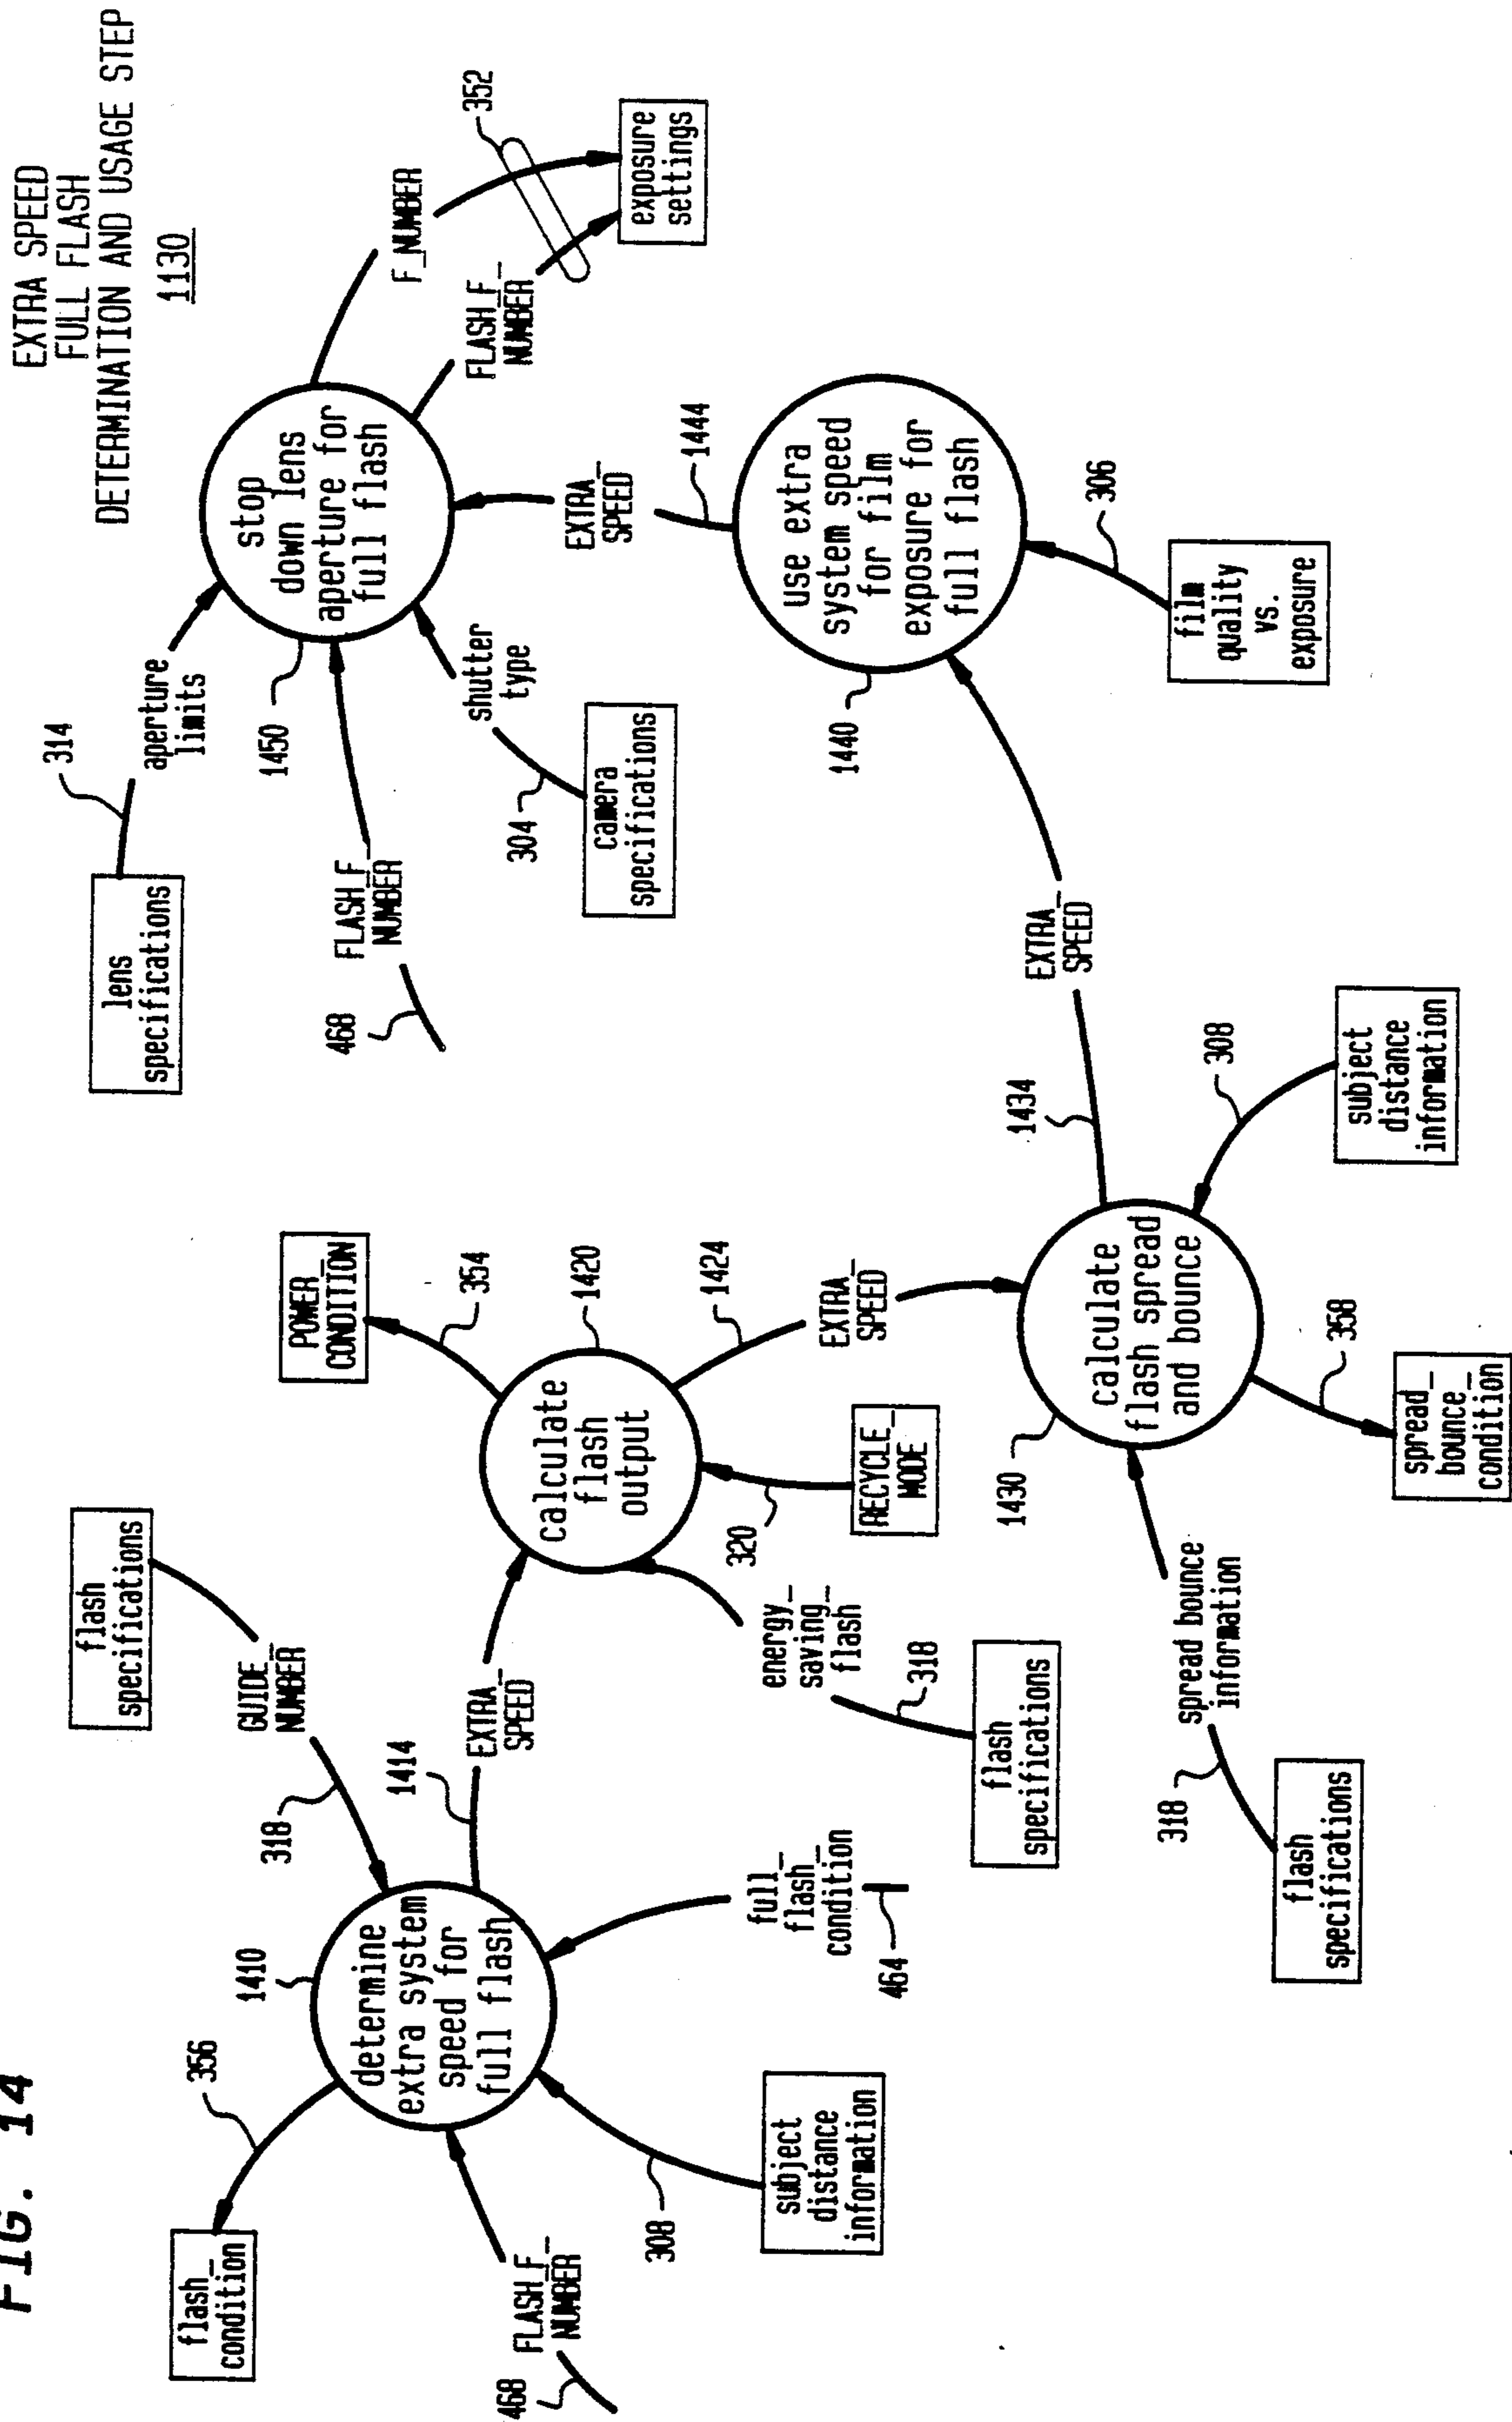 FIG. 14
EXTRA SPEED
FULL FLASH
DETERMINATION AND USAGE STEP
1130
flash_
condition
356
1410
determine
extra system
speed for
full flash
FLASH_F_
NUMBER
468
308
subject
distance
information
full_
flash_
condition
464
318
GUIDE_
NUMBER
flash
specifications
1414
EXTRA_
SPEED
calculate
flash
output
1420
354
POWER_
CONDITION
energy_
saving_
flash
318
flash
specifications
320
RECYCLE_
MODE
1424
EXTRA_
SPEED
1430
calculate
flash spread
and bounce
spread bounce
information
318
flash
specifications
358
spread_
bounce_
condition
308
subject
distance
information
1434
EXTRA_
SPEED
1440
use extra
system speed
for film
exposure for
full flash
306
film
quality
vs.
exposure
1444
EXTRA_
SPEED
lens
specifications
314
aperture
limits
1450
stop
down lens
aperture for
full flash
FLASH_F_
NUMBER
468
shutter
type
304
camera
specifications
F_NUMBER
FLASH_F_
NUMBER
352
exposure
settings